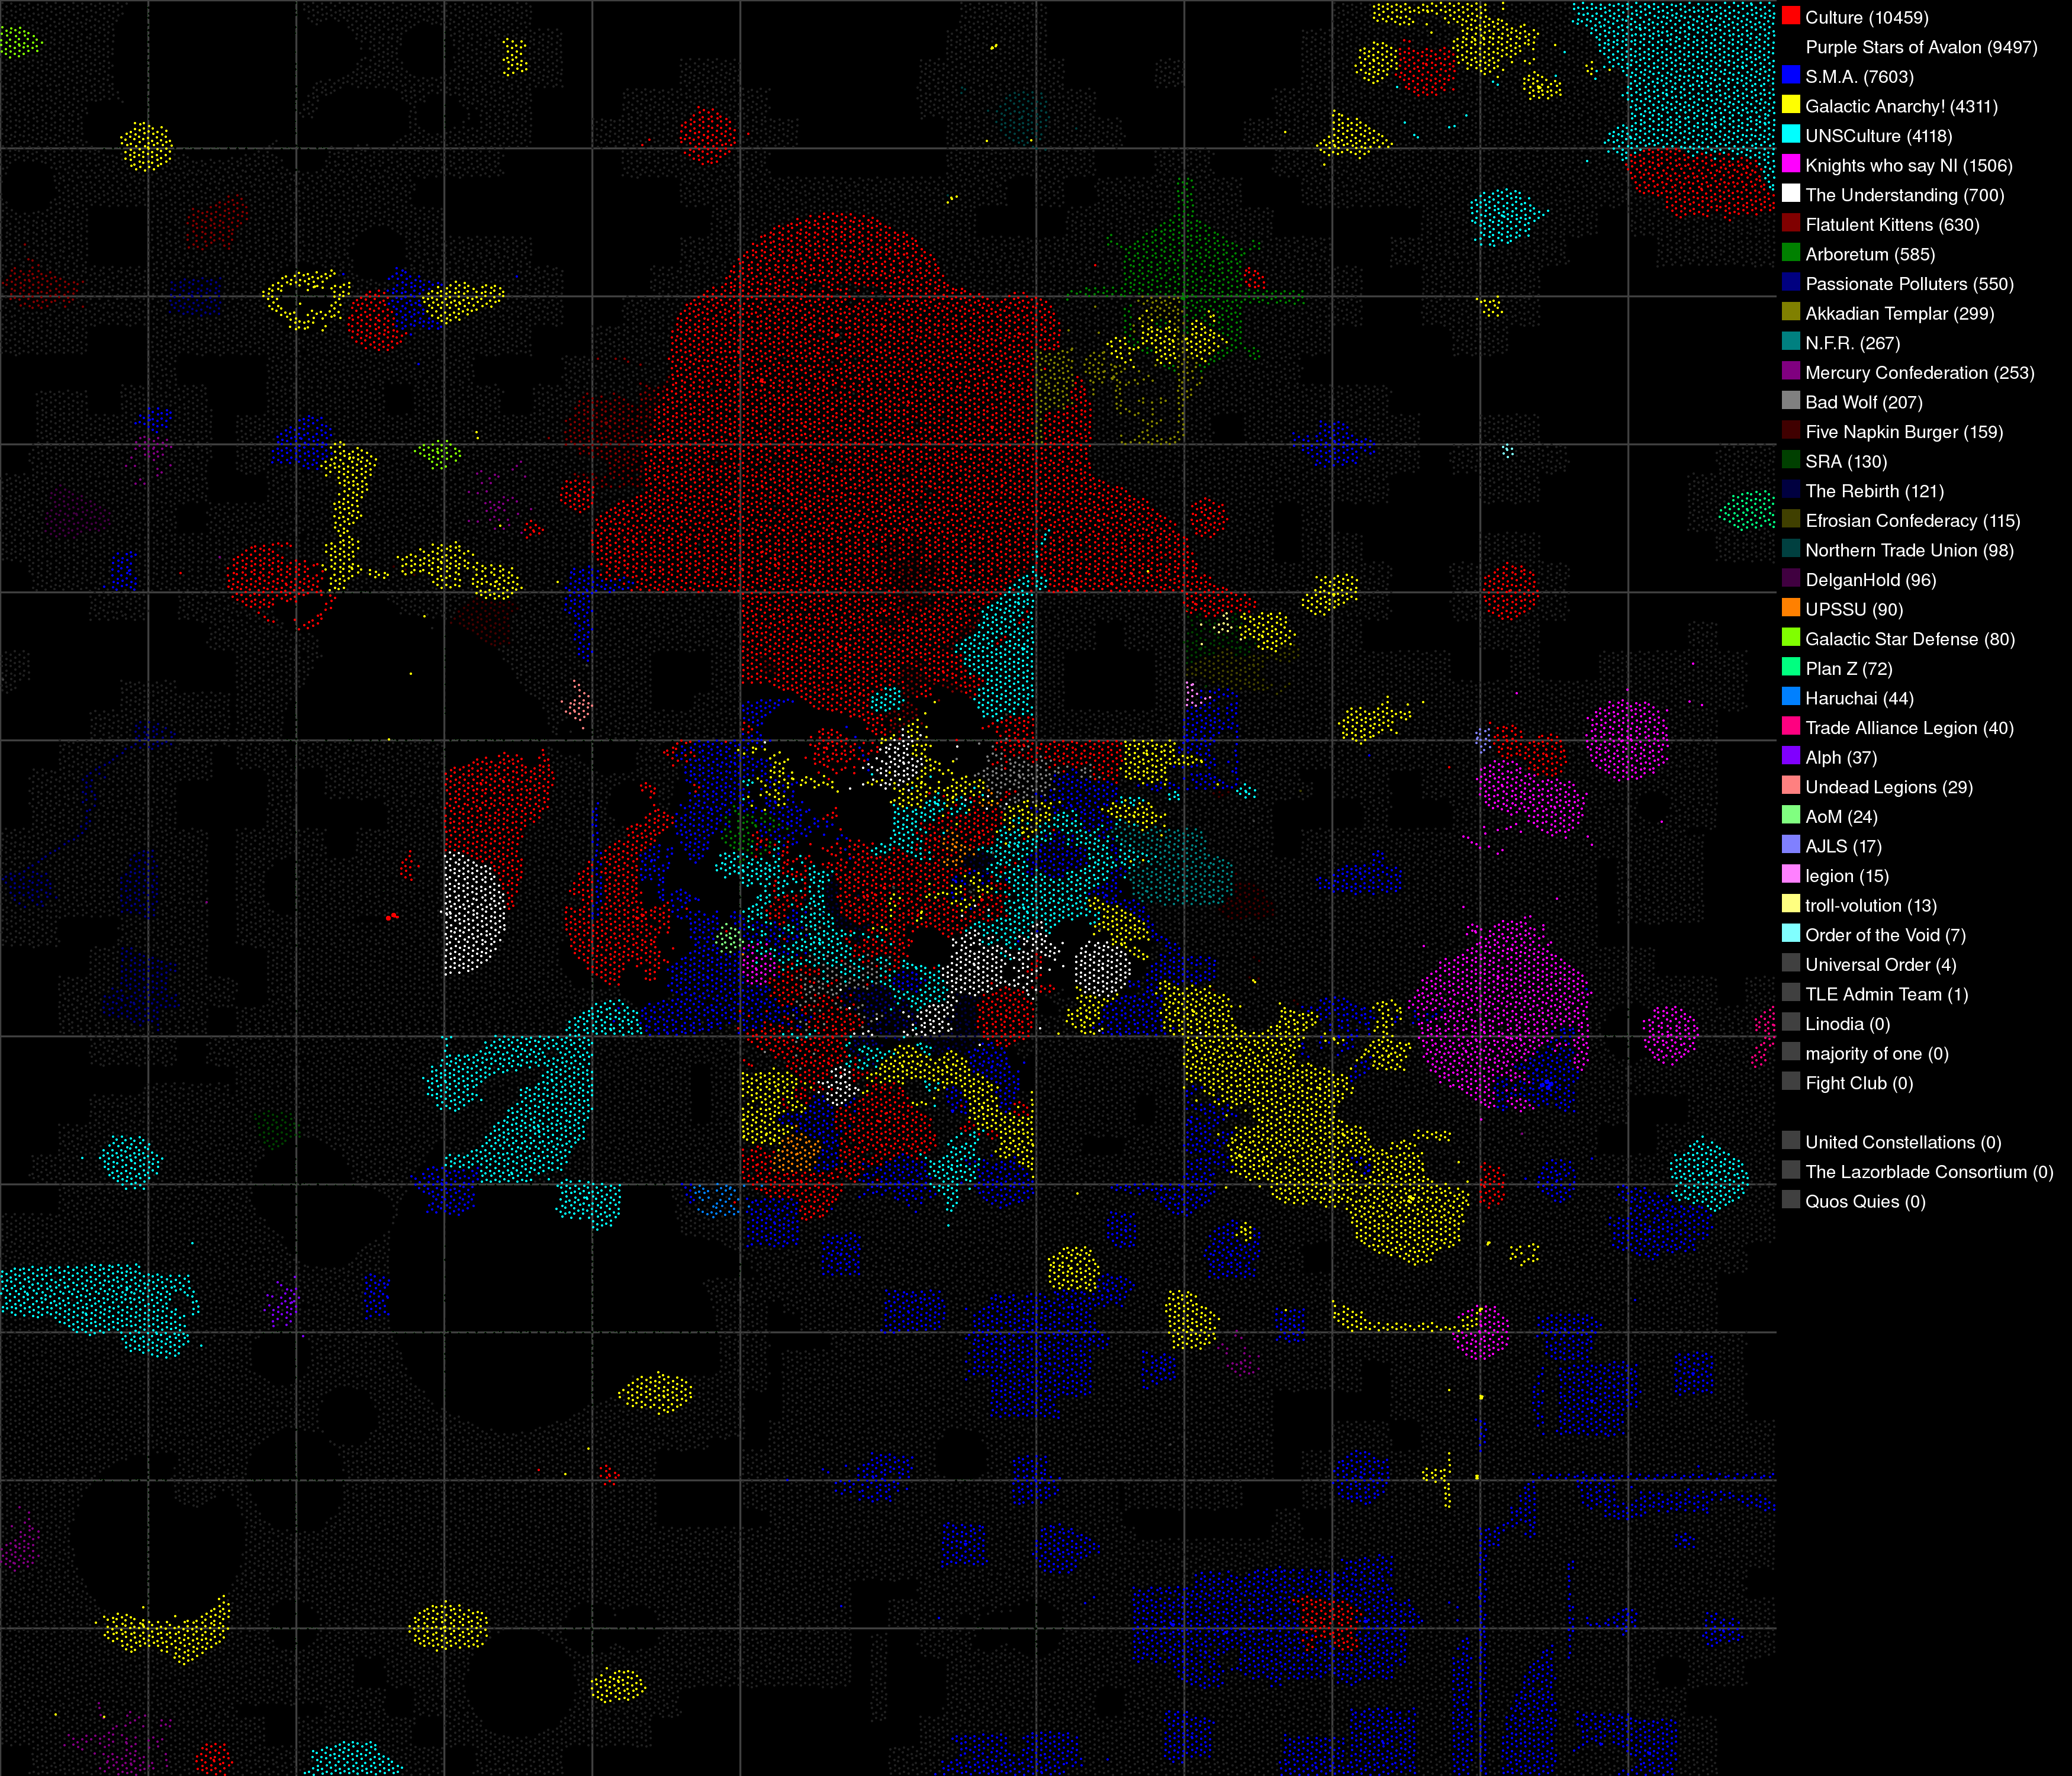 Culture (10459)
Purple Stars of Avalon (9497)
S.M.A. (7603)
Galactic Anarchy! (4311)
UNSCulture (4118)
Knights who say NI (1506)
The Understanding (700)
Flatulent Kittens (630)
Arboretum (585)
Passionate Polluters (550)
Akkadian Templar (299)
N.F.R. (267)
Mercury Confederation (253)
Bad Wolf (207)
Five Napkin Burger (159)
SRA (130)
The Rebirth (121)
Efrosian Confederacy (115)
Northern Trade Union (98)
DelganHold (96)
UPSSU (90)
Galactic Star Defense (80)
Plan Z (72)
Haruchai (44)
Trade Alliance Legion (40)
Alph (37)
Undead Legions (29)
AoM (24)
AJLS (17)
legion (15)
troll-volution (13)
Order of the Void (7)
Universal Order (4)
TLE Admin Team (1)
Linodia (0)
majority of one (0)
Fight Club (0)
United Constellations (0)
The Lazorblade Consortium (0)
Quos Quies (0)